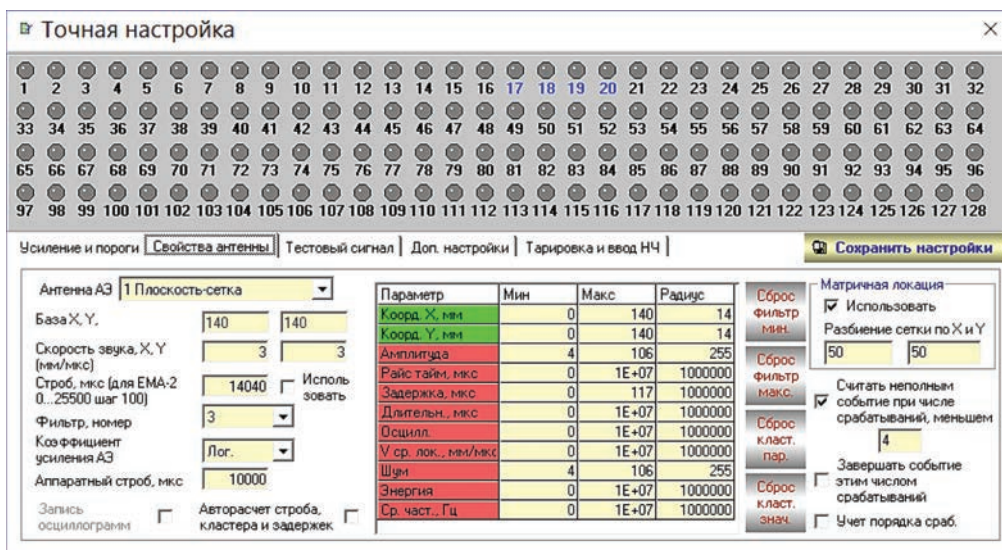 Точная настройка
1 2 3 4 5 6 7 8 9 10 11 12 13 14 15 16 17 18 19 20 21 22 23 24 25 26 27 28 29 30 31 32
33 34 35 36 37 38 39 40 41 42 43 44 45 46 47 48 49 50 51 52 53 54 55 56 57 58 59 60 61 62 63 64
65 66 67 68 69 70 71 72 73 74 75 76 77 78 79 80 81 82 83 84 85 86 87 88 89 90 91 92 93 94 95 96
97 98 99 100 101 102 103 104 105 106 107 108 109 110 111 112 113 114 115 116 117 118 119 120 121 122 123 124 125 126 127 128
Усиление и пороги Свойства антенны Тестовый сигнал Доп. настройки Тарировка и ввод НЧ Сохранить настройки
Антенна АЭ 1 Плоскость-сетка
База X, Y, 140 140
Скорость звука, X, Y
(мм/мкс) 3 3
Строб, мкс (для ЕМА-2
0...25500 шаг 100) 14040 Исполь
зовать
Фильтр, номер 3
Коэффициент
усиления АЭ Лог.
Аппаратный строб, мкс 10000
Запись
осциллограмм
Авторасчет строба,
кластера и задержек
Параметр Мин Макс Радиус
Коорд. X, мм 0 140 14
Коорд. Y, мм 0 140 14
Амплитуда 4 106 255
Райс тайм, мкс 0 1E+07 1000000
Задержка, мкс 0 117 1000000
Длительн., мкс 0 1E+07 1000000
Осцилл. 0 1E+07 1000000
V ср. лок., мм/мкс 0 1E+07 1000000
Шум 4 106 255
Энергия 0 1E+07 1000000
Ср. част., Гц 0 1E+07 1000000
Сброс
фильтр
мин.
Сброс
фильтр
макс.
Сброс
класт.
пар.
Сброс
класт.
знач.
Матричная локация
Использовать
Разбиение сетки по X и Y
50 50
Считать неполным
событие при числе
срабатываний, меньшем
4
Завершать событие
этим числом
срабатываний
Учет порядка сраб.